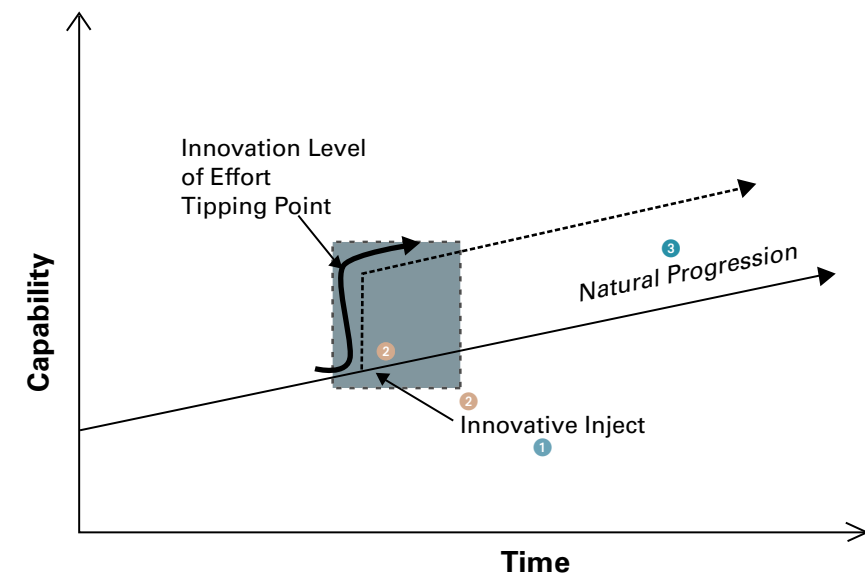 Innovation Level
of Effort
Tipping Point
3
Natural Progression
Capability
2
2
Innovative Inject
1
Time